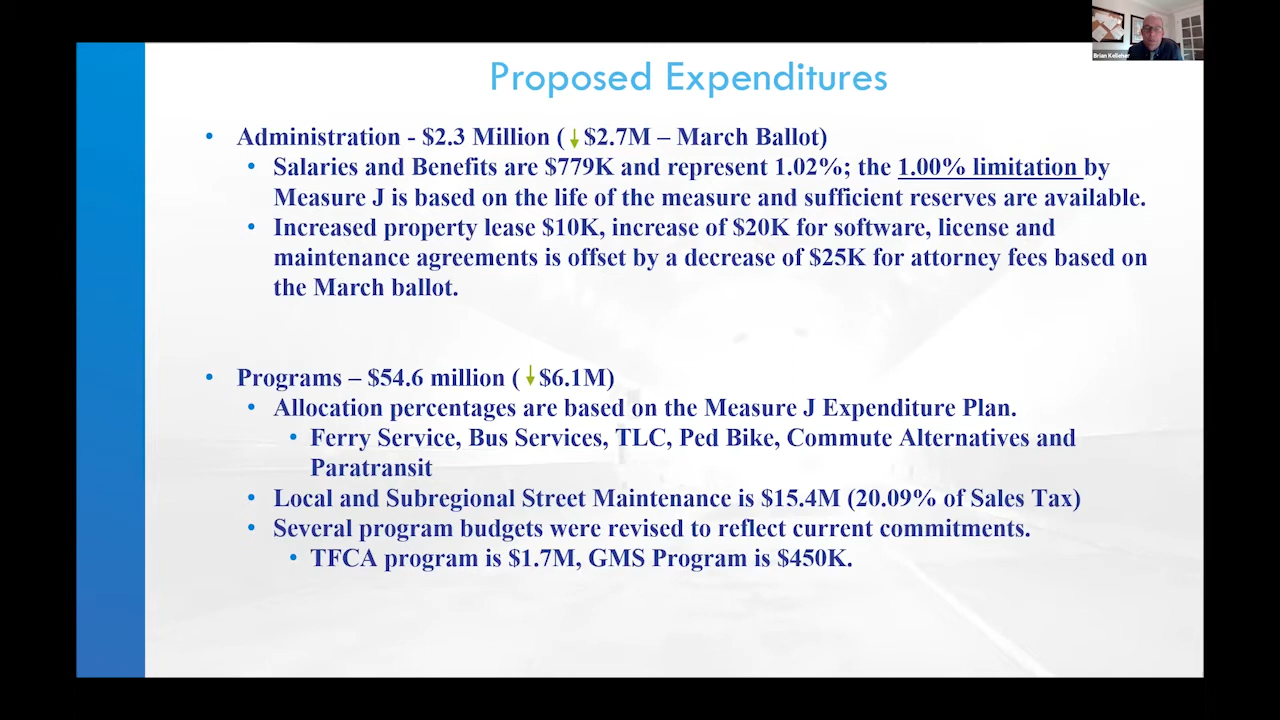 Brian Kelleher
Proposed Expenditures
• Administration - $2.3 Million (↓$2.7M – March Ballot)
• Salaries and Benefits are $779K and represent 1.02%; the 1.00% limitation by
Measure J is based on the life of the measure and sufficient reserves are available.
• Increased property lease $10K, increase of $20K for software, license and
maintenance agreements is offset by a decrease of $25K for attorney fees based on
the March ballot.
• Programs – $54.6 million (↓$6.1M)
• Allocation percentages are based on the Measure J Expenditure Plan.
• Ferry Service, Bus Services, TLC, Ped Bike, Commute Alternatives and
Paratransit
• Local and Subregional Street Maintenance is $15.4M (20.09% of Sales Tax)
• Several program budgets were revised to reflect current commitments.
• TFCA program is $1.7M, GMS Program is $450K.